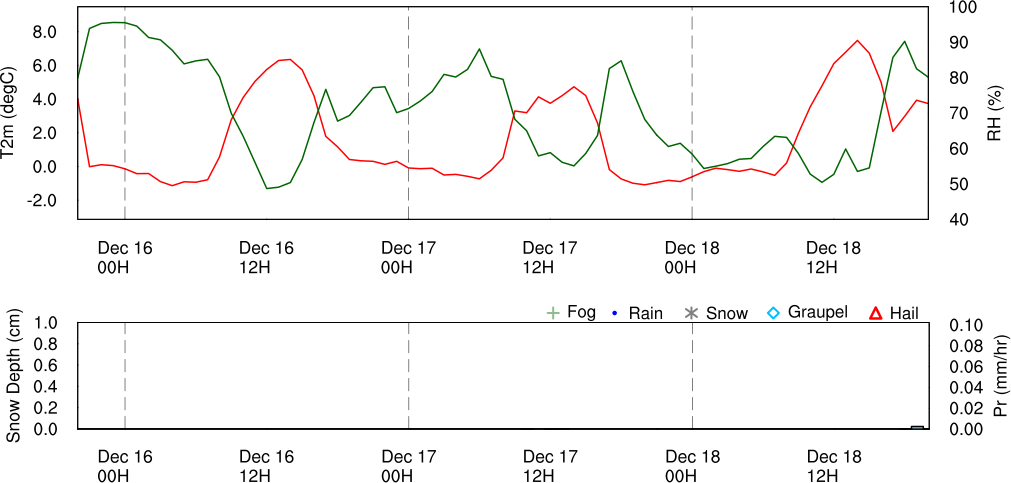 T2m (degC)
8.0
6.0
4.0
2.0
0.0
-2.0
100
90
80
70
60
50
40
RH (%)
Dec 16 00H
Dec 16 12H
Dec 17 00H
Dec 17 12H
Dec 18 00H
Dec 18 12H
Fog Rain Snow Graupel Hail
Snow Depth (cm)
1.0
0.8
0.6
0.4
0.2
0.0
0.10
0.08
0.06
0.04
0.02
0.00
Pr (mm/hr)
Dec 16 00H
Dec 16 12H
Dec 17 00H
Dec 17 12H
Dec 18 00H
Dec 18 12H